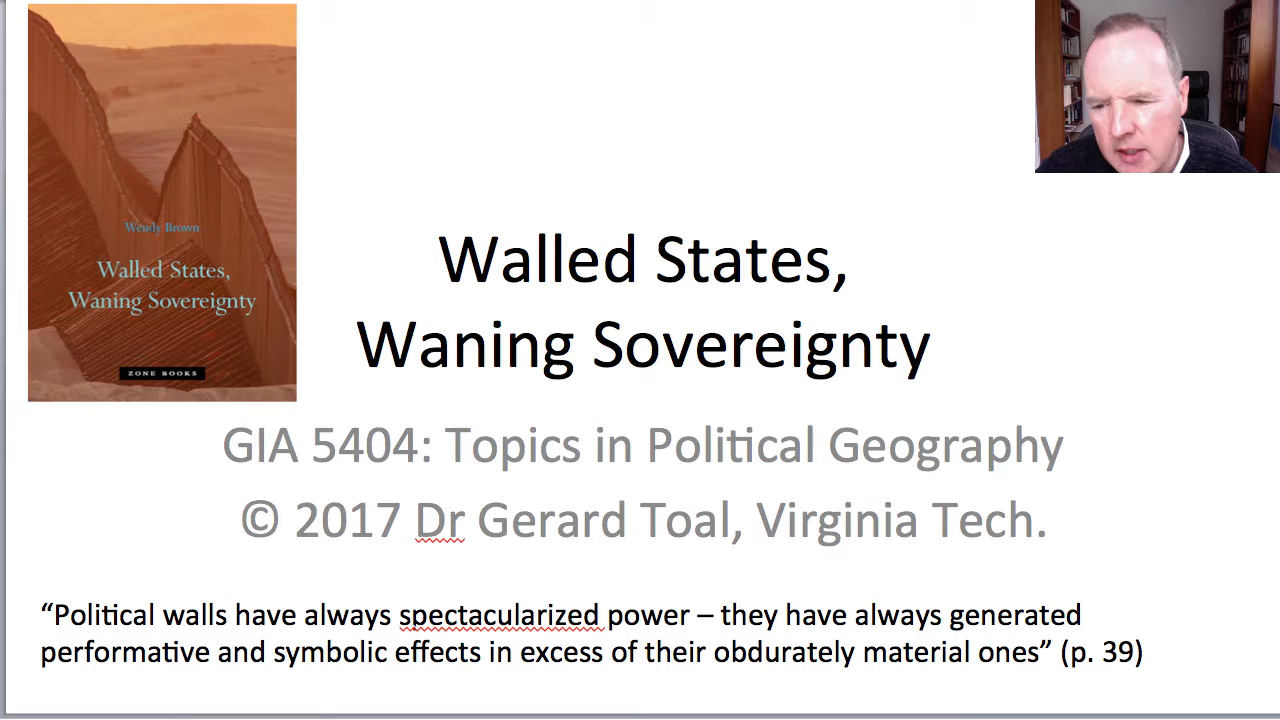 Wendy Brown
Walled States,
Waning Sovereignty
ZONE BOOKS
Walled States,
Waning Sovereignty
GIA 5404: Topics in Political Geography
© 2017 Dr Gerard Toal, Virginia Tech.
“Political walls have always spectacularized power – they have always generated
performative and symbolic effects in excess of their obdurately material ones” (p. 39)